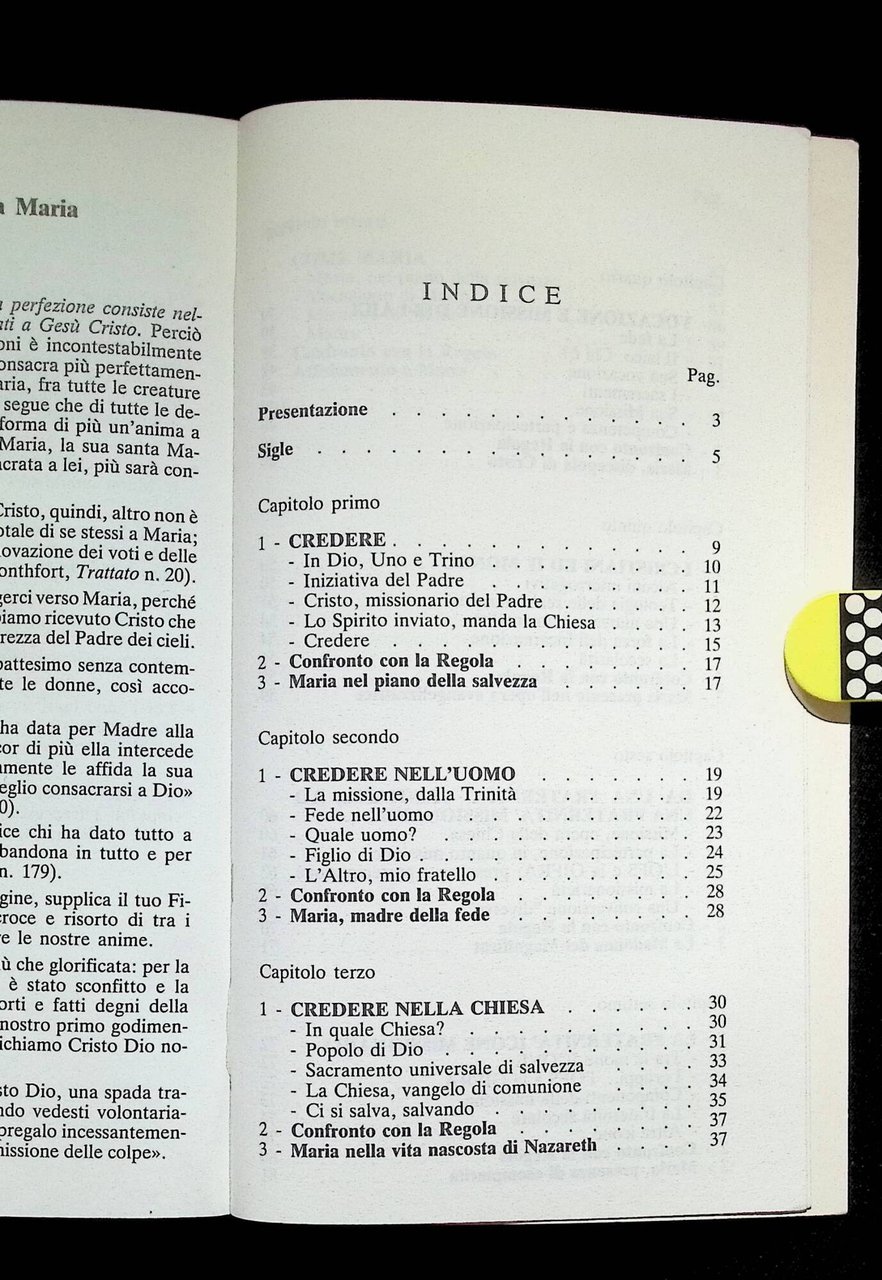 a Maria
perfezione consiste nel-
ati a Gesù Cristo. Perciò
oni è incontestabilmente
onsacra più perfettamen-
aria, fra tutte le creature
segue che di tutte le de-
forma di più un'anima a
Maria, la sua santa Ma-
crata a lei, più sarà con-
Cristo, quindi, altro non è
otale di se stessi a Maria;
ovazione dei voti e delle
onthfort, Trattato n. 20).
gerci verso Maria, perché
biamo ricevuto Cristo che
rezza del Padre dei cieli.
battesimo senza contem-
te le donne, così acco-
ha data per Madre alla
cor di più ella intercede
amente le affida la sua
eglio consacrarsi a Dio»
0).
ice chi ha dato tutto a
bandona in tutto e per
n. 179).
gine, supplica il tuo Fi-
croce e risorto di tra i
re le nostre anime.
ù che glorificata: per la
è stato sconfitto e la
orti e fatti degni della
nostro primo godimen-
ichiamo Cristo Dio no-
sto Dio, una spada tra-
ndo vedesti volontaria-
pregalo incessantemen-
missione delle colpe».
INDICE
Pag.
Presentazione . . . . . . . . . . . 3
Sigle . . . . . . . . . . . . . . 5
Capitolo primo
1 - CREDERE . . . . . . . . . . . 9
- In Dio, Uno e Trino . . . . . . . 10
- Iniziativa del Padre . . . . . . . 11
- Cristo, missionario del Padre . . . . 12
- Lo Spirito inviato, manda la Chiesa . . . 13
- Credere . . . . . . . . . . . . 15
2 - Confronto con la Regola . . . . . . 17
3 - Maria nel piano della salvezza . . . . 17
Capitolo secondo
1 - CREDERE NELL'UOMO . . . . . . 19
- La missione, dalla Trinità . . . . . 19
- Fede nell'uomo . . . . . . . . . 22
- Quale uomo? . . . . . . . . . . 23
- Figlio di Dio . . . . . . . . . . 24
- L'Altro, mio fratello . . . . . . . 25
2 - Confronto con la Regola . . . . . . 28
3 - Maria, madre della fede . . . . . . 28
Capitolo terzo
1 - CREDERE NELLA CHIESA . . . . . 30
- In quale Chiesa? . . . . . . . . 30
- Popolo di Dio . . . . . . . . . 31
- Sacramento universale di salvezza . . . 33
- La Chiesa, vangelo di comunione . . . 34
- Ci si salva, salvando . . . . . . . 35
2 - Confronto con la Regola . . . . . . 37
3 - Maria nella vita nascosta di Nazareth . . 37